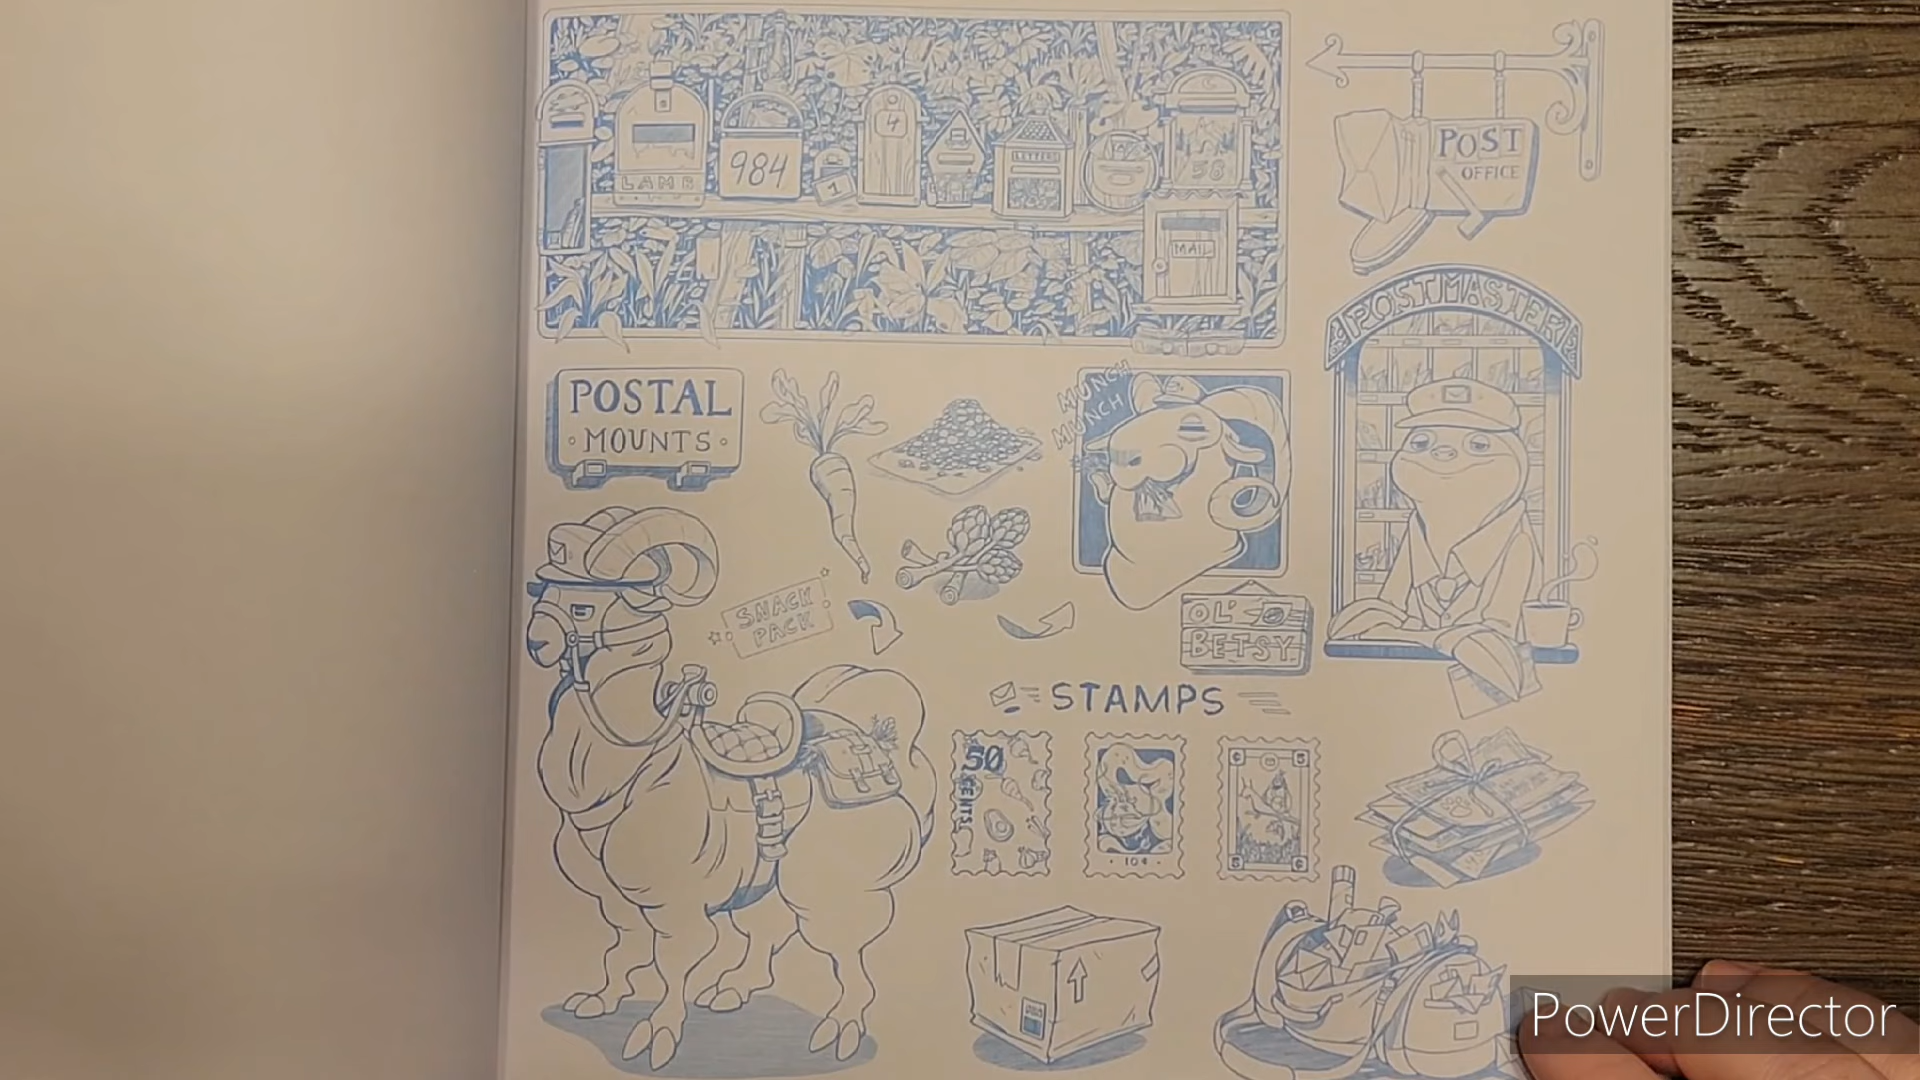 LAMB
984
1
4
LETTERS
58
MAIL
POST
OFFICE
POSTMASTER
POSTAL
MOUNTS
MUNCH
MUNCH
SNACK
PACK
OL'
BETSY
STAMPS
50
CENTS
10¢
PowerDirector